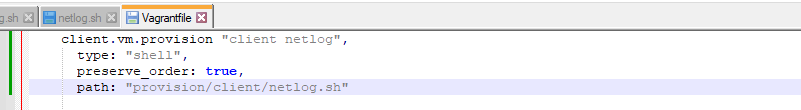 g.sh netlog.sh Vagrantfile
client.vm.provision "client netlog",
type: "shell",
preserve_order: true,
path: "provision/client/netlog.sh"